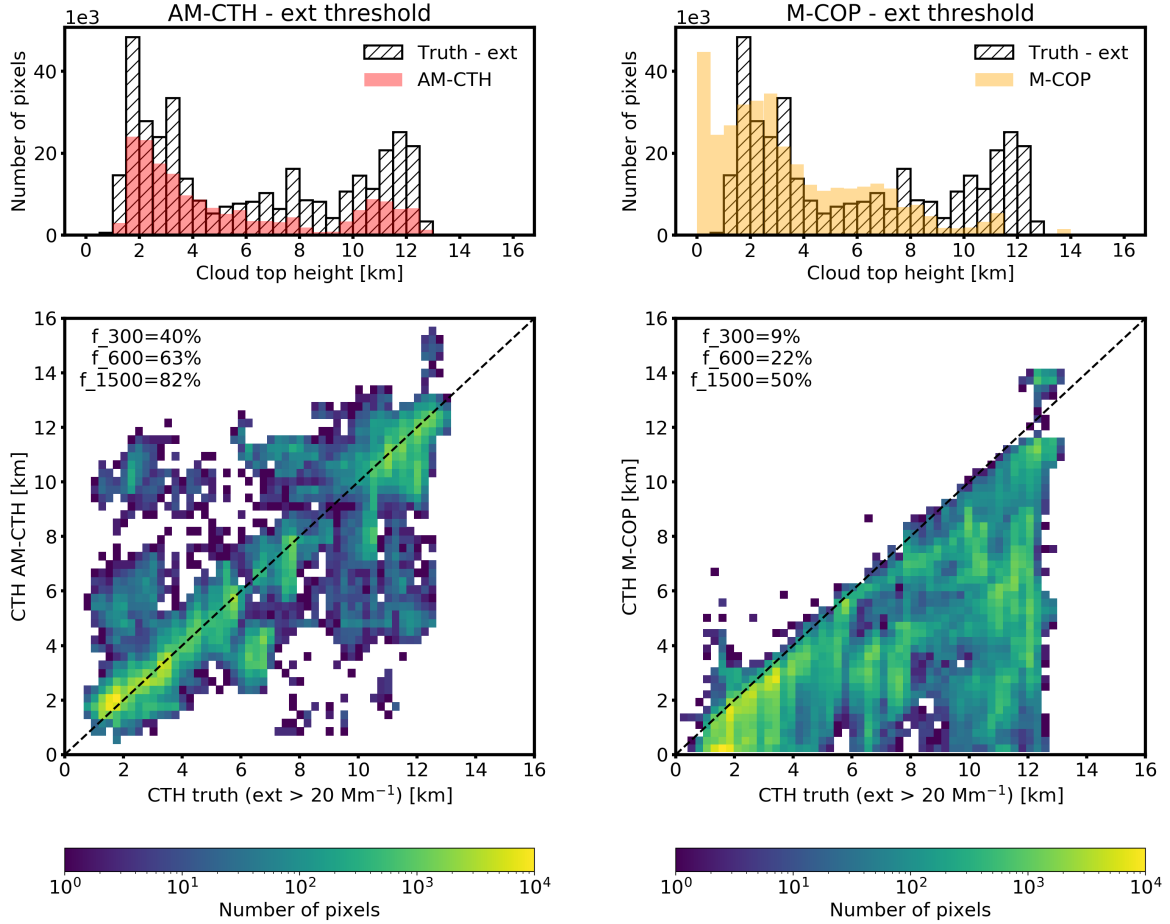 AM-CTH - ext threshold
1e3
Number of pixels
40
20
0
Truth - ext
AM-CTH
0 2 4 6 8 10 12 14 16
Cloud top height [km]
M-COP - ext threshold
1e3
Number of pixels
40
20
0
Truth - ext
M-COP
0 2 4 6 8 10 12 14 16
Cloud top height [km]
f_300=40%
f_600=63%
f_1500=82%
CTH AM-CTH [km]
16
14
12
10
8
6
4
2
0
0 2 4 6 8 10 12 14 16
CTH truth (ext > 20 Mm⁻¹) [km]
f_300=9%
f_600=22%
f_1500=50%
CTH M-COP [km]
16
14
12
10
8
6
4
2
0
0 2 4 6 8 10 12 14 16
CTH truth (ext > 20 Mm⁻¹) [km]
10⁰ 10¹ 10² 10³ 10⁴
Number of pixels
10⁰ 10¹ 10² 10³ 10⁴
Number of pixels